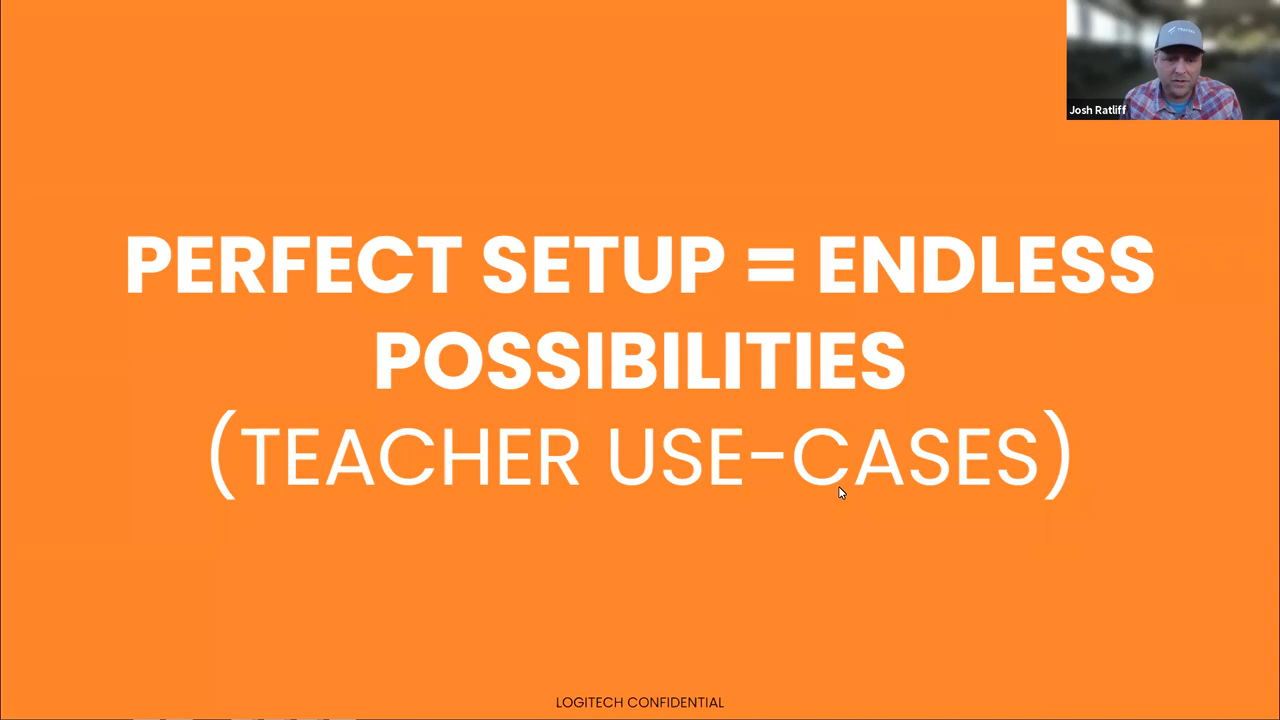 Josh Ratliff
PERFECT SETUP = ENDLESS
POSSIBILITIES
(TEACHER USE-CASES)
LOGITECH CONFIDENTIAL